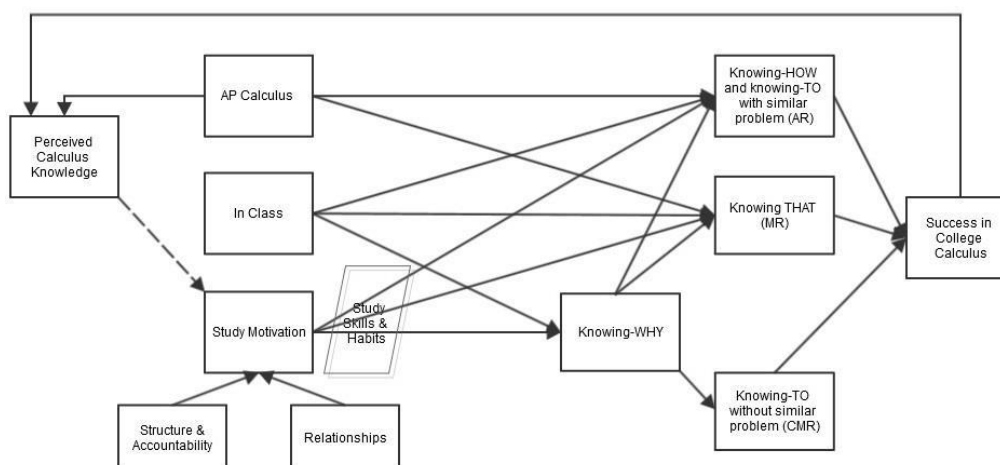 AP Calculus
Knowing-HOW
and knowing-TO
with similar
problem (AR)
Perceived
Calculus
Knowledge
In Class
Knowing THAT
(MR)
Success in
College
Calculus
Study Motivation
Study
Skills &
Habits
Knowing-WHY
Knowing-TO
without similar
problem (CMR)
Structure &
Accountability
Relationships